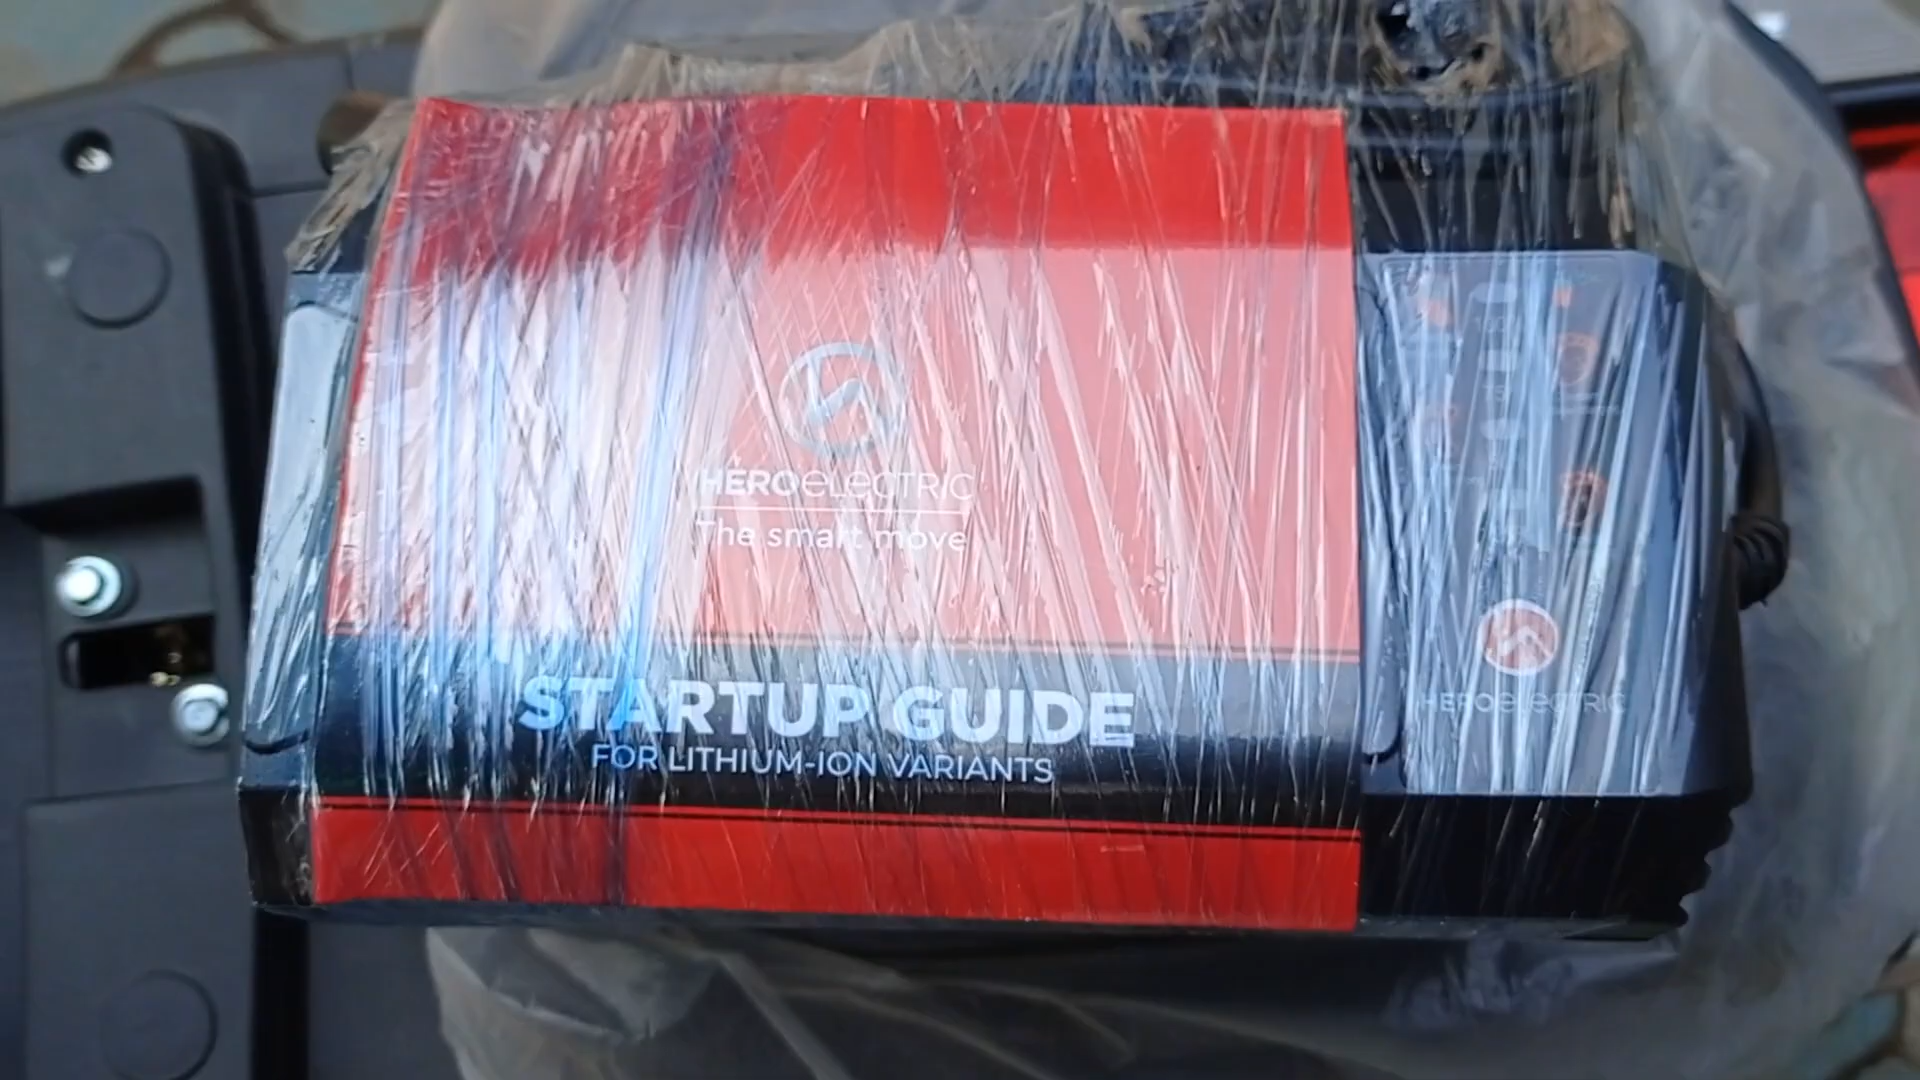 HEROELECTRIC
The smart move
STARTUP GUIDE
FOR LITHIUM-ION VARIANTS
HEROELECTRIC